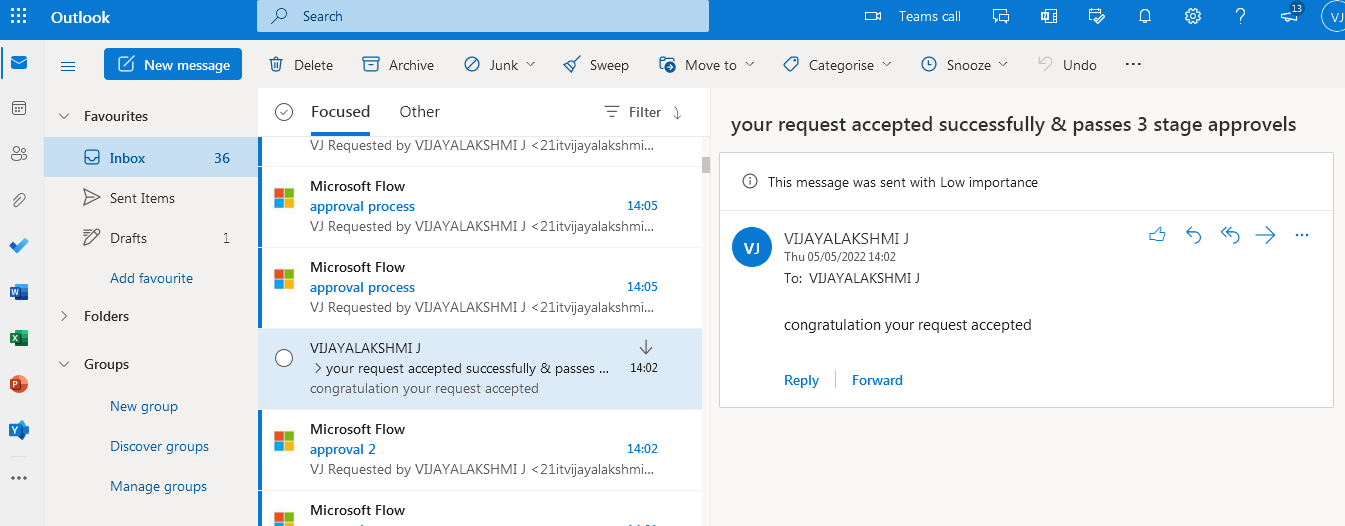 Outlook
Search
Teams call
13
VJ
New message
Delete
Archive
Junk
Sweep
Move to
Categorise
Snooze
Undo
Favourites
Inbox 36
Sent Items
Drafts 1
Add favourite
Folders
Groups
New group
Discover groups
Manage groups
Focused Other Filter
VJ Requested by VIJAYALAKSHMI J <21itvijayalakshmi...
Microsoft Flow
approval process 14:05
VJ Requested by VIJAYALAKSHMI J <21itvijayalakshmi...
Microsoft Flow
approval process 14:05
VJ Requested by VIJAYALAKSHMI J <21itvijayalakshmi...
VIJAYALAKSHMI J
your request accepted successfully & passes ... 14:02
congratulation your request accepted
Microsoft Flow
approval 2 14:02
VJ Requested by VIJAYALAKSHMI J <21itvijayalakshmi...
Microsoft Flow
your request accepted successfully & passes 3 stage approvels
This message was sent with Low importance
VJ
VIJAYALAKSHMI J
Thu 05/05/2022 14:02
To: VIJAYALAKSHMI J
congratulation your request accepted
Reply Forward